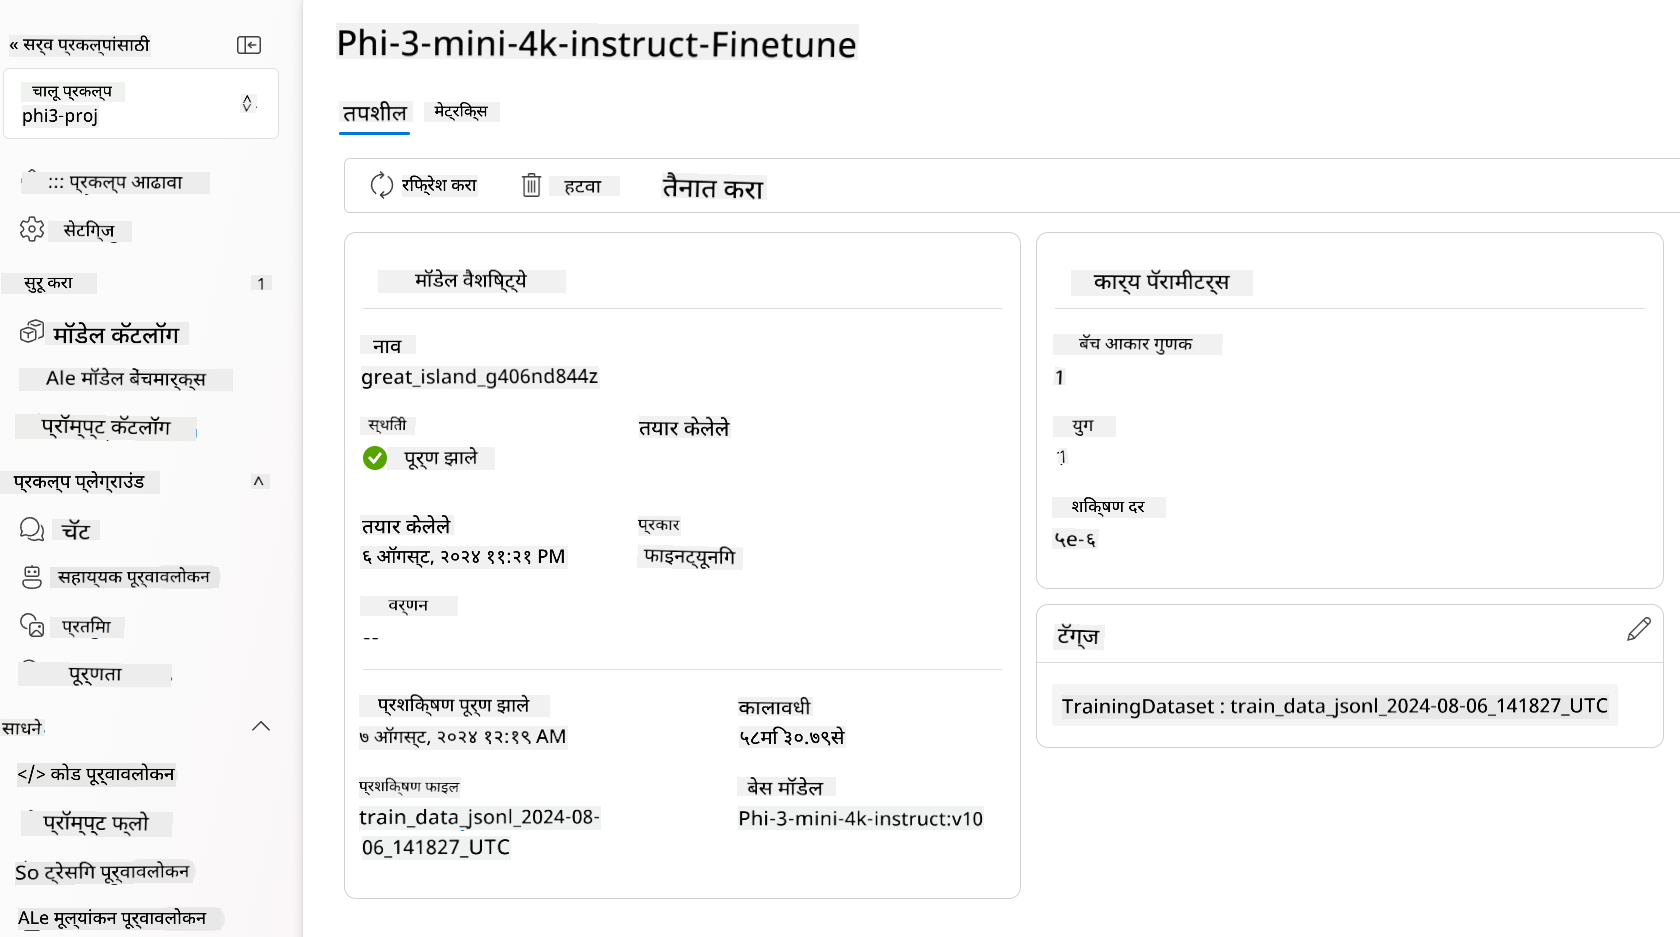 « सर्व प्रकल्पांसाठी
चालू प्रकल्प
phi3-proj
::: प्रकल्प आढावा
सेटिंग्ज
सुरू करा
1
मॉडेल कॅटलॉग
Ale मॉडेल बेंचमार्क्स
प्रॉम्प्ट कॅटलॉग
प्रकल्प प्लेग्राउंड
चॅट
सहाय्यक पूर्वावलोकन
प्रतिमा
पूर्णता
साधने
</> कोड पूर्वावलोकन
प्रॉम्प्ट फ्लो
So ट्रेसिंग पूर्वावलोकन
ALe मूल्यांकन पूर्वावलोकन
Phi-3-mini-4k-instruct-Finetune
तपशील
मेट्रिक्स
रिफ्रेश करा
हटवा
तैनात करा
मॉडेल वैशिष्ट्ये
नाव
great_island_g406nd844z
स्थिती
तयार केलेले
पूर्ण झाले
तयार केलेले
प्रकार
६ ऑगस्ट, २०२४ ११:२१ PM
फाइनट्यूनिंग
वर्णन
--
प्रशिक्षण पूर्ण झाले
कालावधी
७ ऑगस्ट, २०२४ १२:१९ AM
५८मि ३०.७९से
प्रशिक्षण फाइल
बेस मॉडेल
train_data_jsonl_2024-08-
06_141827_UTC
Phi-3-mini-4k-instruct:v10
कार्य पॅरामीटर्स
बॅच आकार गुणक
1
युग
1
शिक्षण दर
५e-६
टॅग्ज
TrainingDataset : train_data_jsonl_2024-08-06_141827_UTC